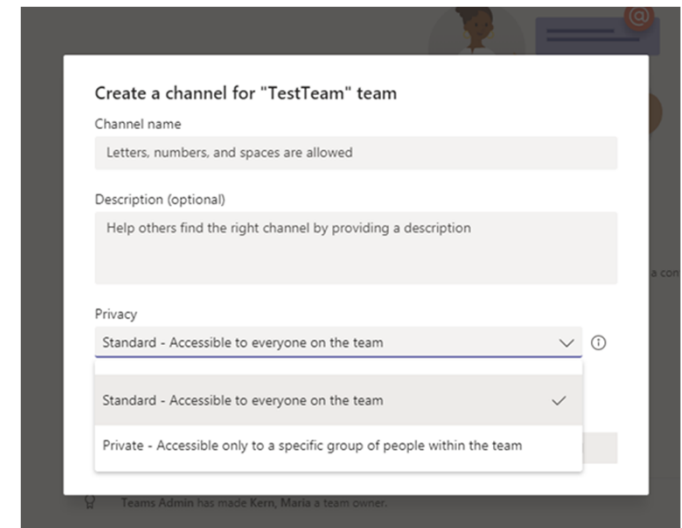 @
Create a channel for "TestTeam" team
Channel name
Letters, numbers, and spaces are allowed
Description (optional)
Help others find the right channel by providing a description
a con
Privacy
Standard - Accessible to everyone on the team
Standard - Accessible to everyone on the team
Private - Accessible only to a specific group of people within the team
Teams Admin has made Kern, Maria a team owner.